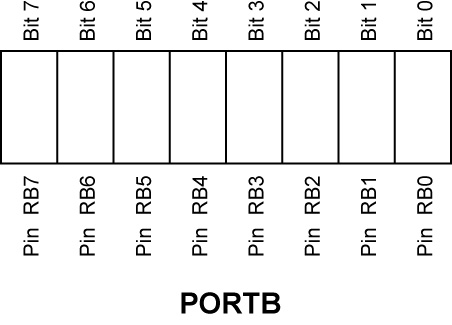 Bit 7
Bit 6
Bit 5
Bit 4
Bit 3
Bit 2
Bit 1
Bit 0
Pin RB7
Pin RB6
Pin RB5
Pin RB4
Pin RB3
Pin RB2
Pin RB1
Pin RB0
PORTB